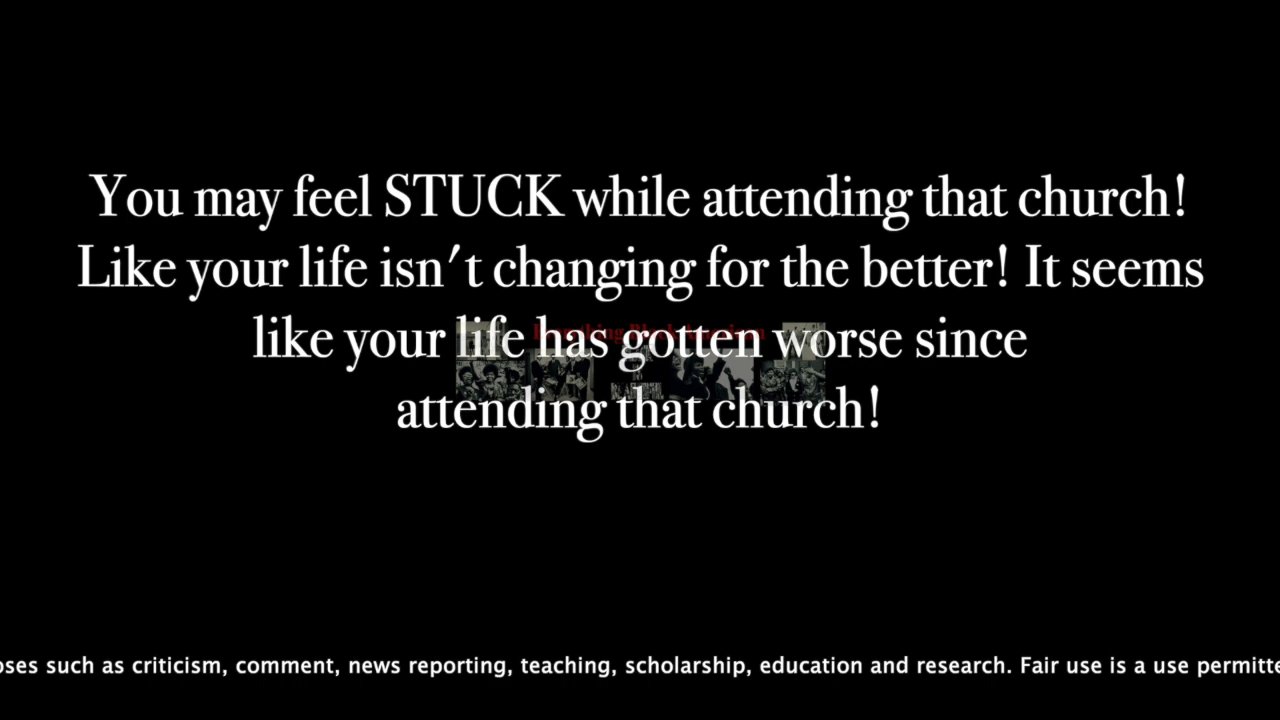 You may feel STUCK while attending that church!
Like your life isn't changing for the better! It seems
like your life has gotten worse since
attending that church!
such as criticism, comment, news reporting, teaching, scholarship, education and research. Fair use is a use